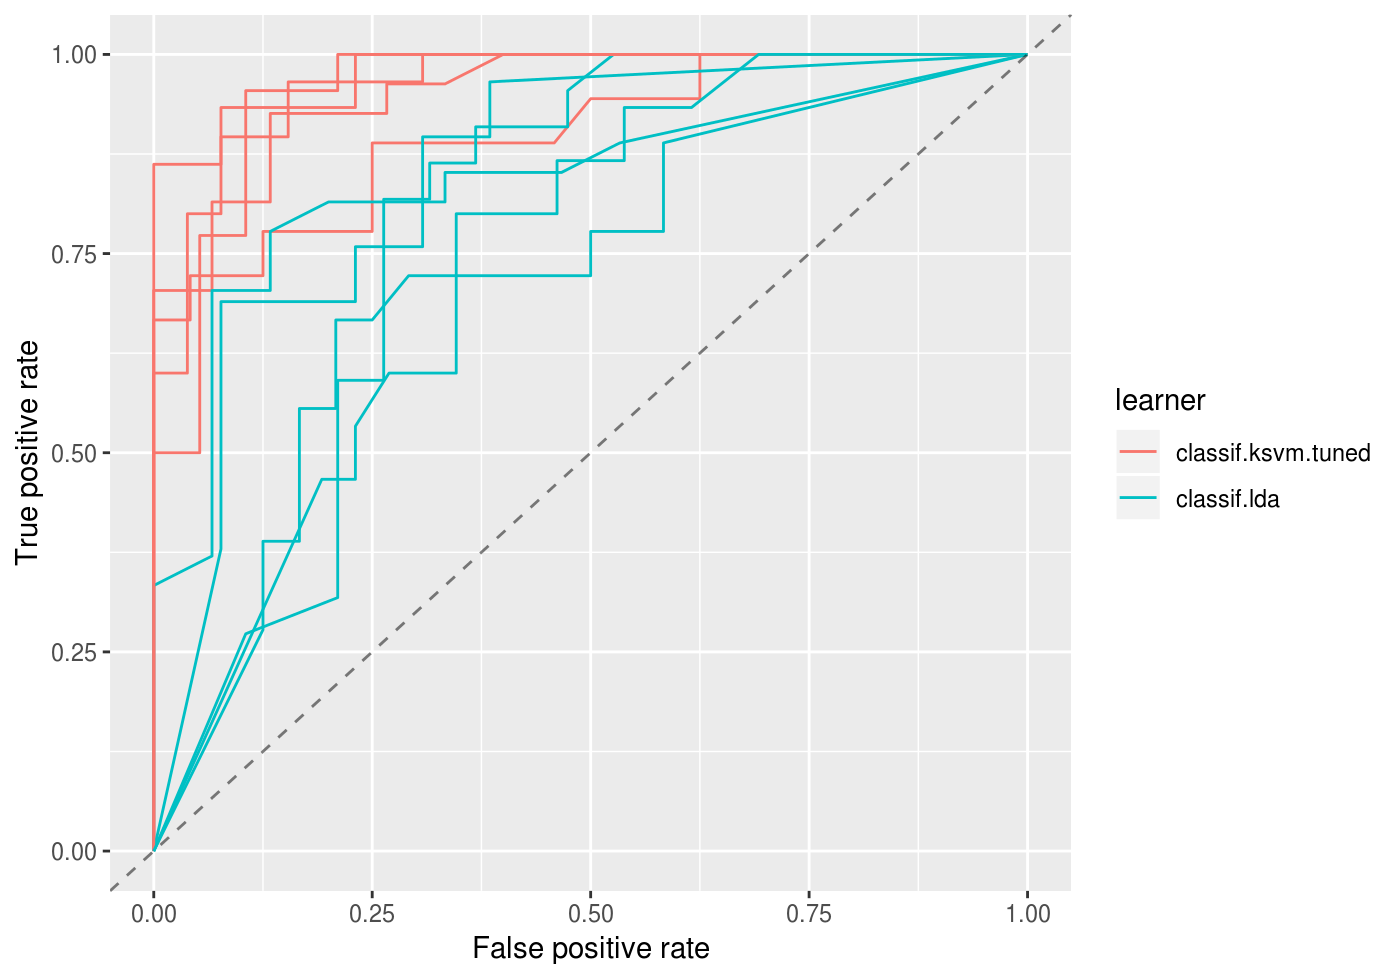 True positive rate
1.00
0.75
0.50
0.25
0.00
0.00 0.25 0.50 0.75 1.00
False positive rate
learner
classif.ksvm.tuned
classif.lda